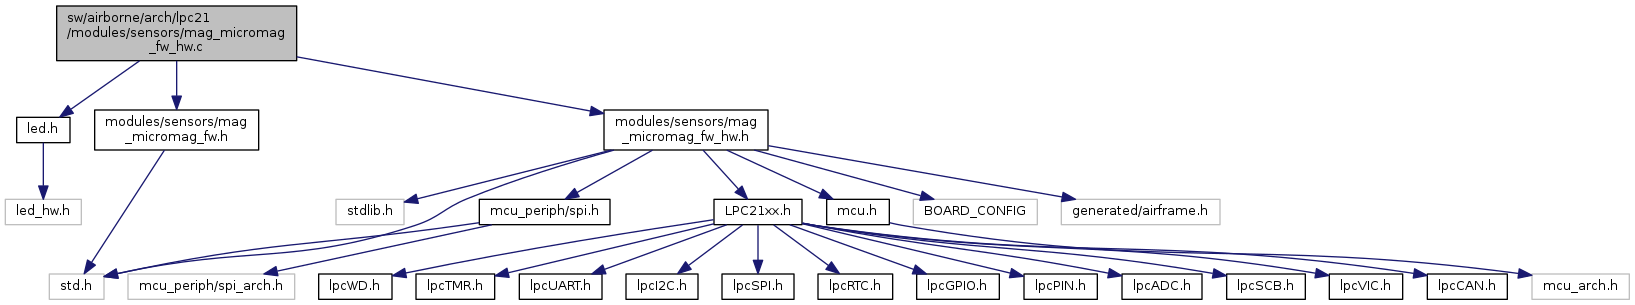 sw/airborne/arch/lpc21
/modules/sensors/mag_micromag
_fw_hw.c
led.h
modules/sensors/mag
_micromag_fw.h
modules/sensors/mag
_micromag_fw_hw.h
led_hw.h
stdlib.h
mcu_periph/spi.h
LPC21xx.h
mcu.h
BOARD_CONFIG
generated/airframe.h
std.h
mcu_periph/spi_arch.h
lpcWD.h
lpcTMR.h
lpcUART.h
lpcI2C.h
lpcSPI.h
lpcRTC.h
lpcGPIO.h
lpcPIN.h
lpcADC.h
lpcSCB.h
lpcVIC.h
lpcCAN.h
mcu_arch.h